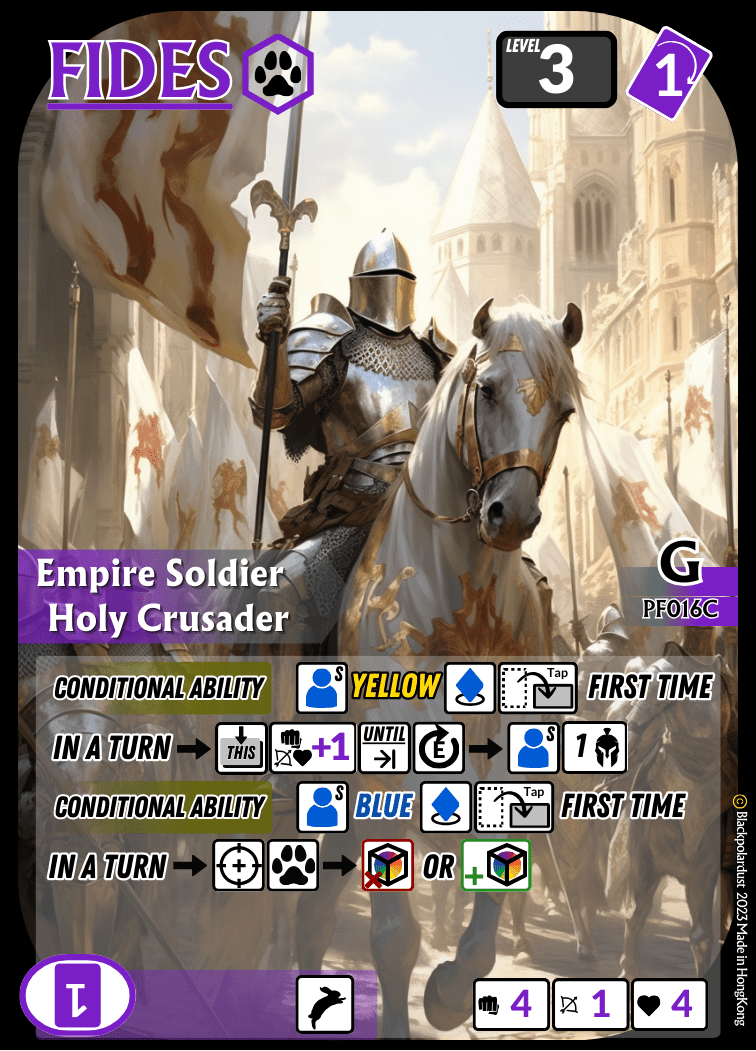 FIDES
LEVEL 3
1
Empire Soldier
Holy Crusader
G
PF016C
CONDITIONAL ABILITY S YELLOW Tap FIRST TIME
IN A TURN THIS +1 UNTIL E S 1
CONDITIONAL ABILITY S BLUE Tap FIRST TIME
IN A TURN OR +
© Blackpolardust 2023 Made in HongKong
1
4 1 4